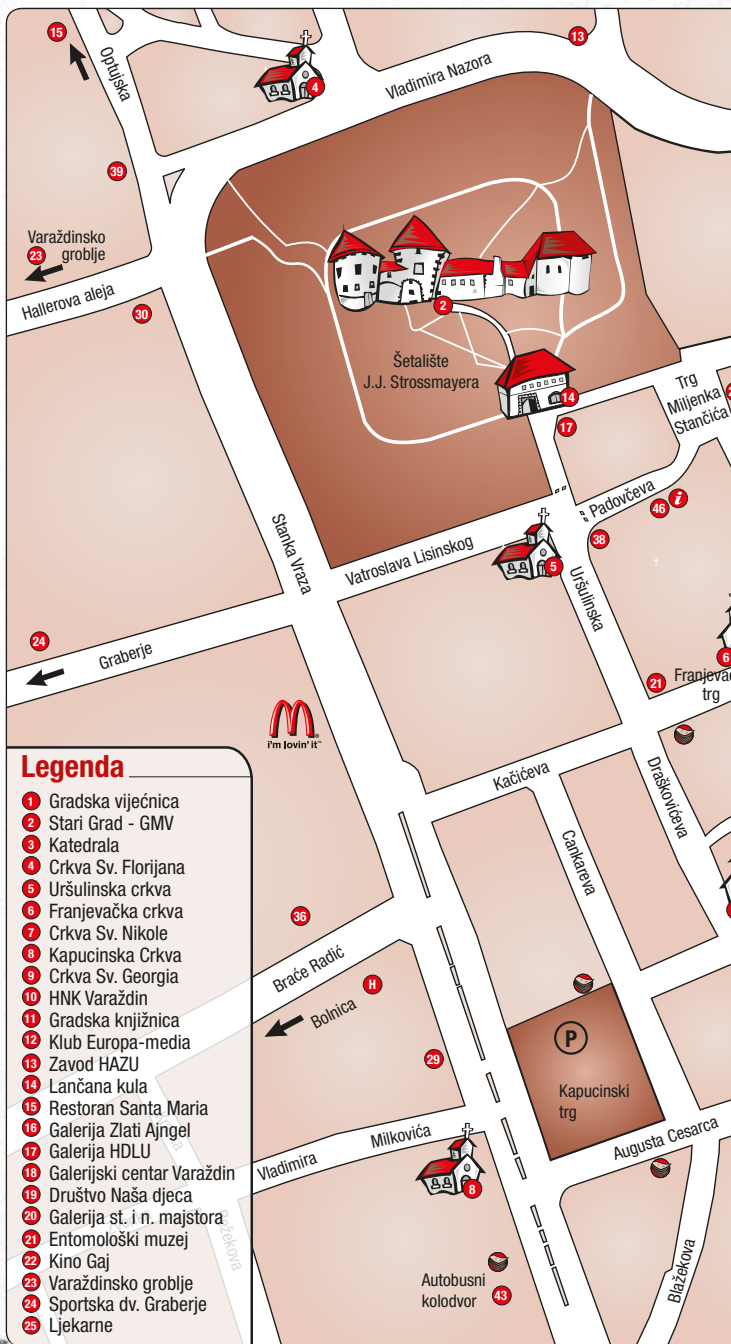 15
Optujska
4
Vladimira Nazora
13
39
Varaždinsko
groblje
23
Hallerova aleja
30
2
Šetalište
J.J. Strossmayera
14
17
Trg
Miljenka
Stančića
Padovčeva
46
i
38
Stanka Vraza
Vatroslava Lisinskog
5
Uršulinska
24
Graberje
6
21
trg
M
i'm lovin' it™
Kačićeva
Draškovićeva
Cankareva
36
Braće Radić
H
Bolnica
29
P
Kapucinski
trg
Vladimira
Milkovića
8
Augusta Cesarca
Autobusni
kolodvor
43
Blažekova
Režekova
Legenda
1 Gradska vijećnica
2 Stari Grad - GMV
3 Katedrala
4 Crkva Sv. Florijana
5 Uršulinska crkva
6 Franjevačka crkva
7 Crkva Sv. Nikole
8 Kapucinska Crkva
9 Crkva Sv. Georgia
10 HNK Varaždin
11 Gradska knjižnica
12 Klub Europa-media
13 Zavod HAZU
14 Lančana kula
15 Restoran Santa Maria
16 Galerija Zlati Ajngel
17 Galerija HDLU
18 Galerijski centar Varaždin
19 Društvo Naša djeca
20 Galerija st. i n. majstora
21 Entomološki muzej
22 Kino Gaj
23 Varaždinsko groblje
24 Sportska dv. Graberje
25 Ljekarne